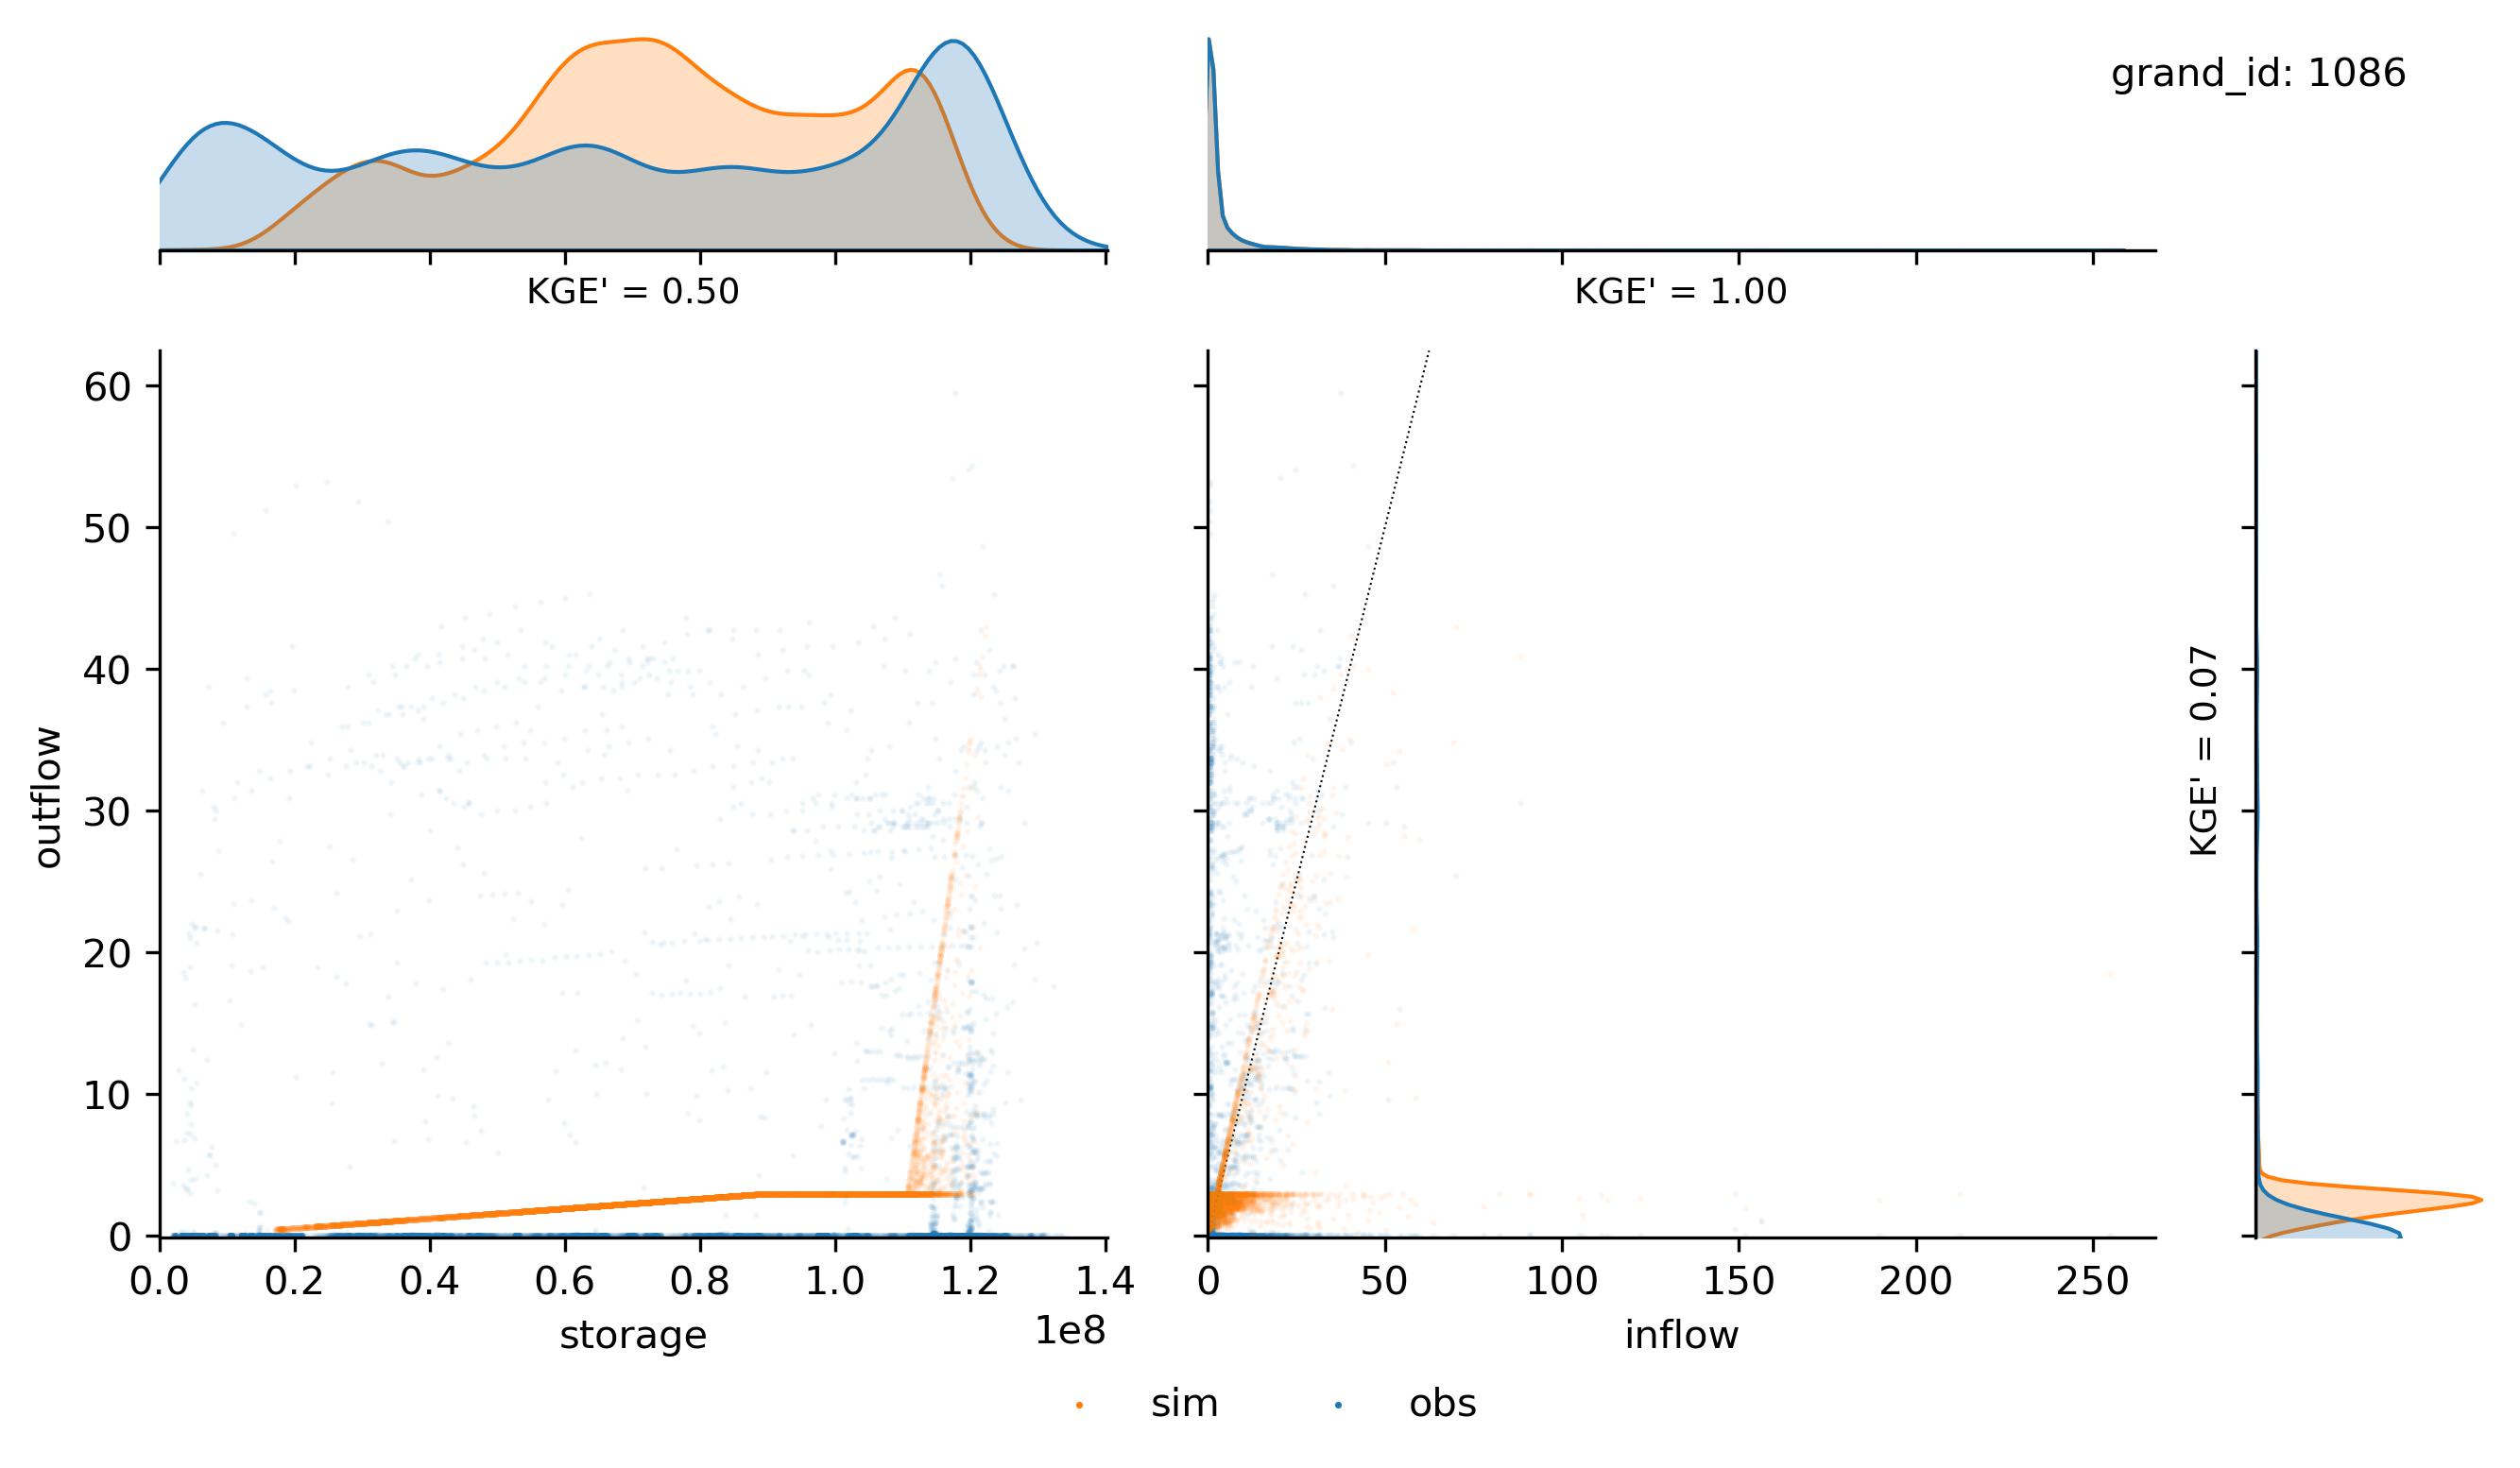 grand_id: 1086
KGE' = 0.50
KGE' = 1.00
60
50
40
30
20
10
0
outflow
KGE' = 0.07
0.0 0.2 0.4 0.6 0.8 1.0 1.2 1.4
0 50 100 150 200 250
storage
1e8
inflow
sim
obs